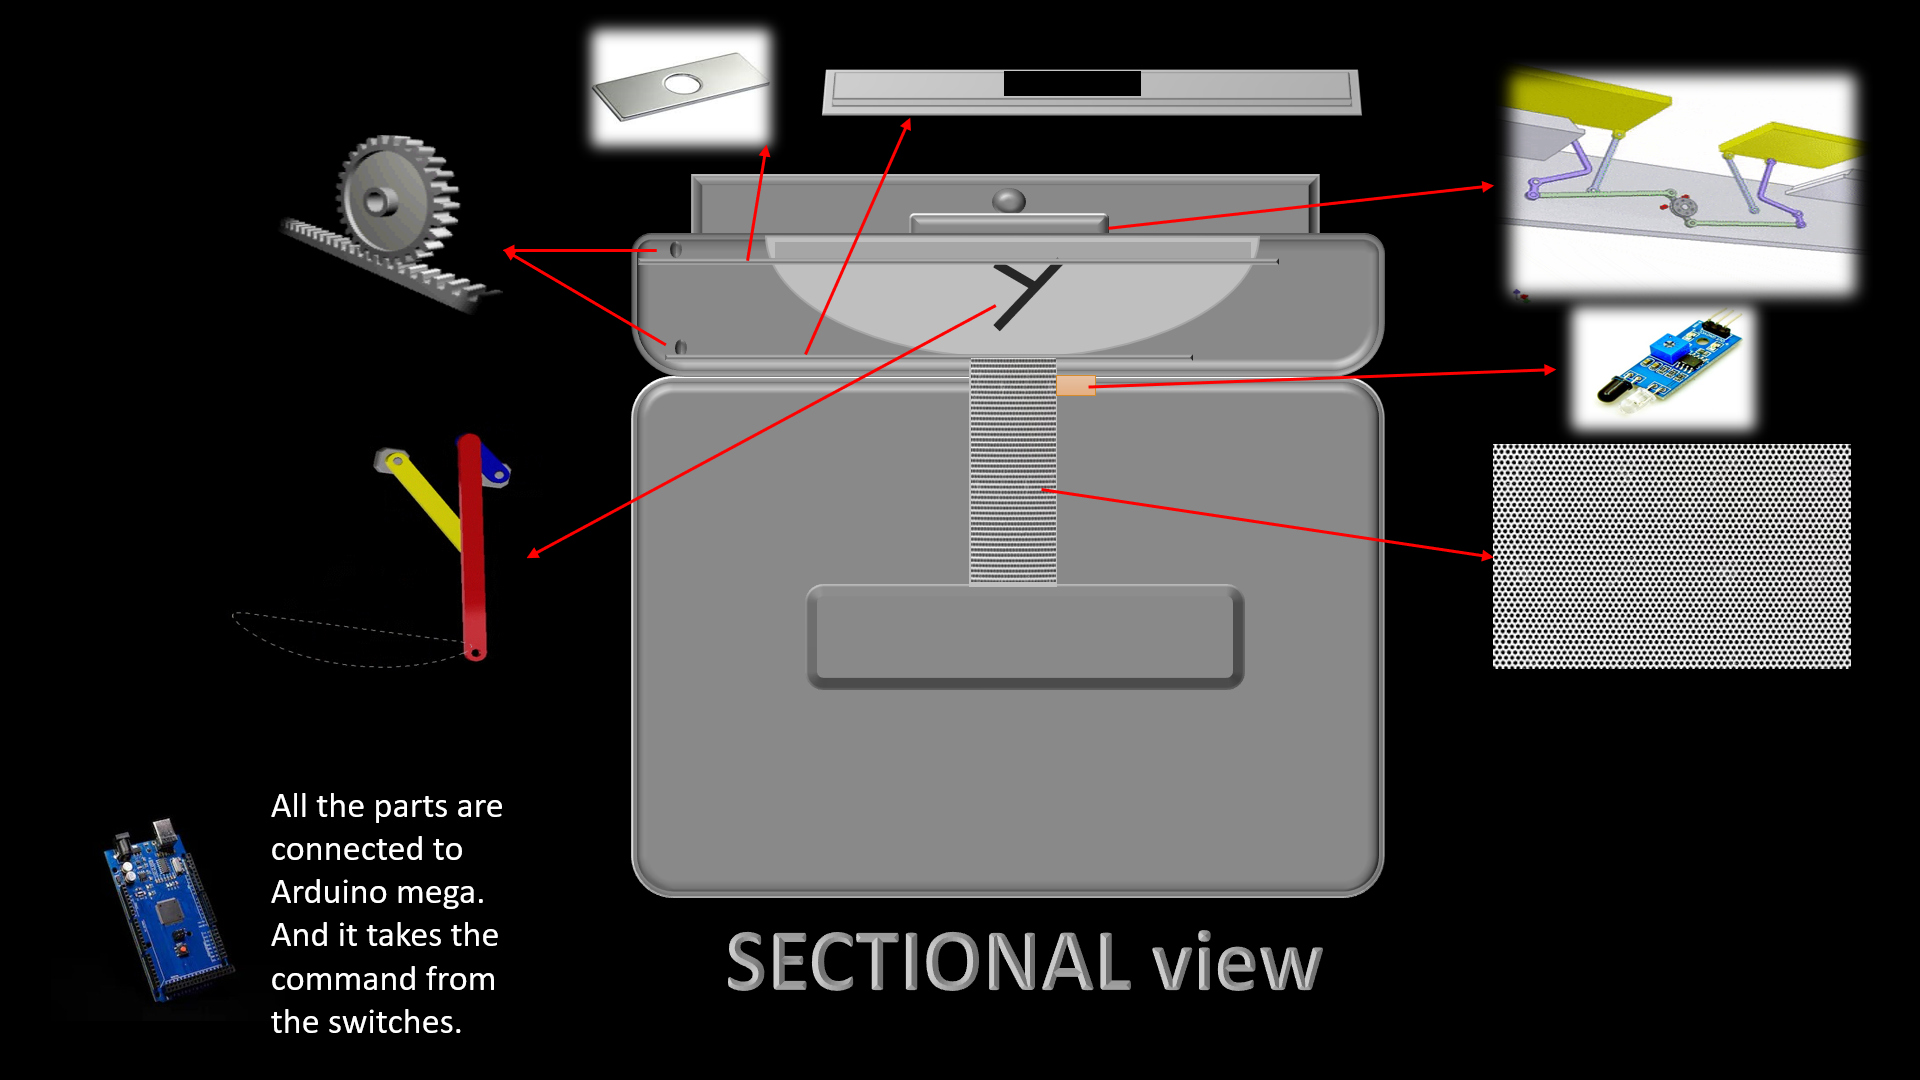 All the parts are
connected to
Arduino mega.
And it takes the
command from
the switches.
SECTIONAL view